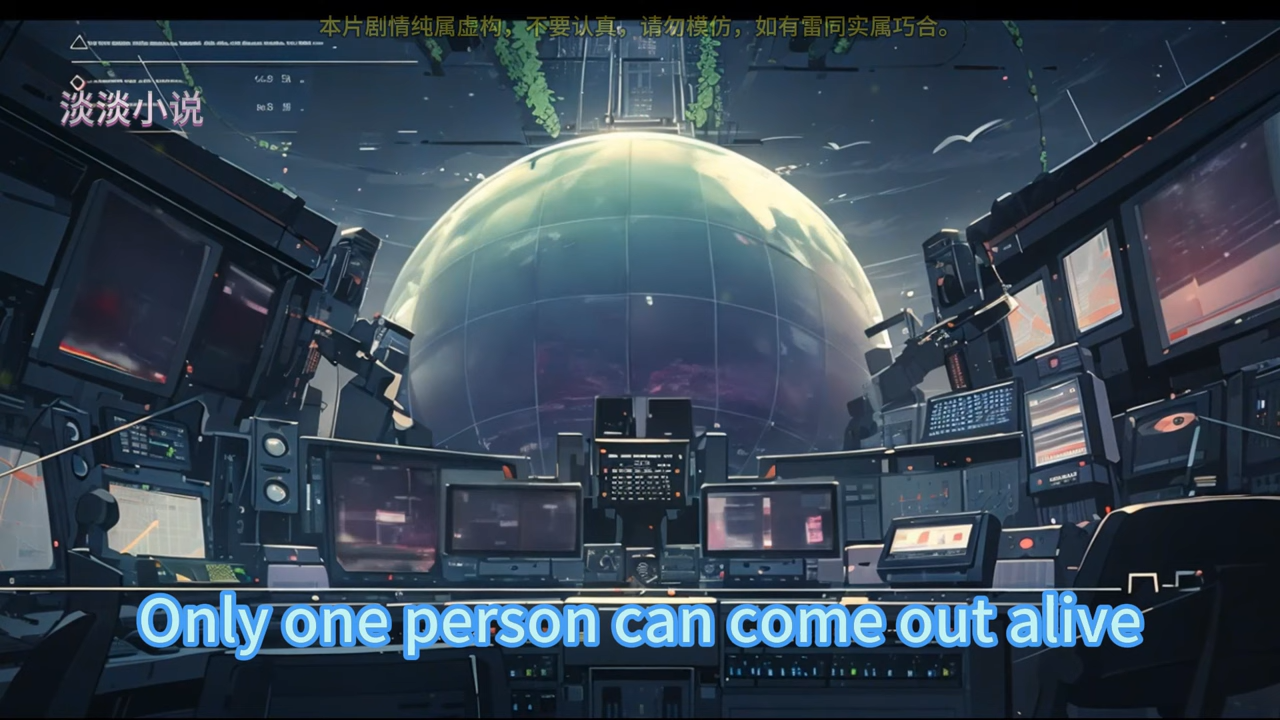 本片剧情纯属虚构，不要认真，请勿模仿，如有雷同实属巧合。
淡淡小说
Only one person can come out alive